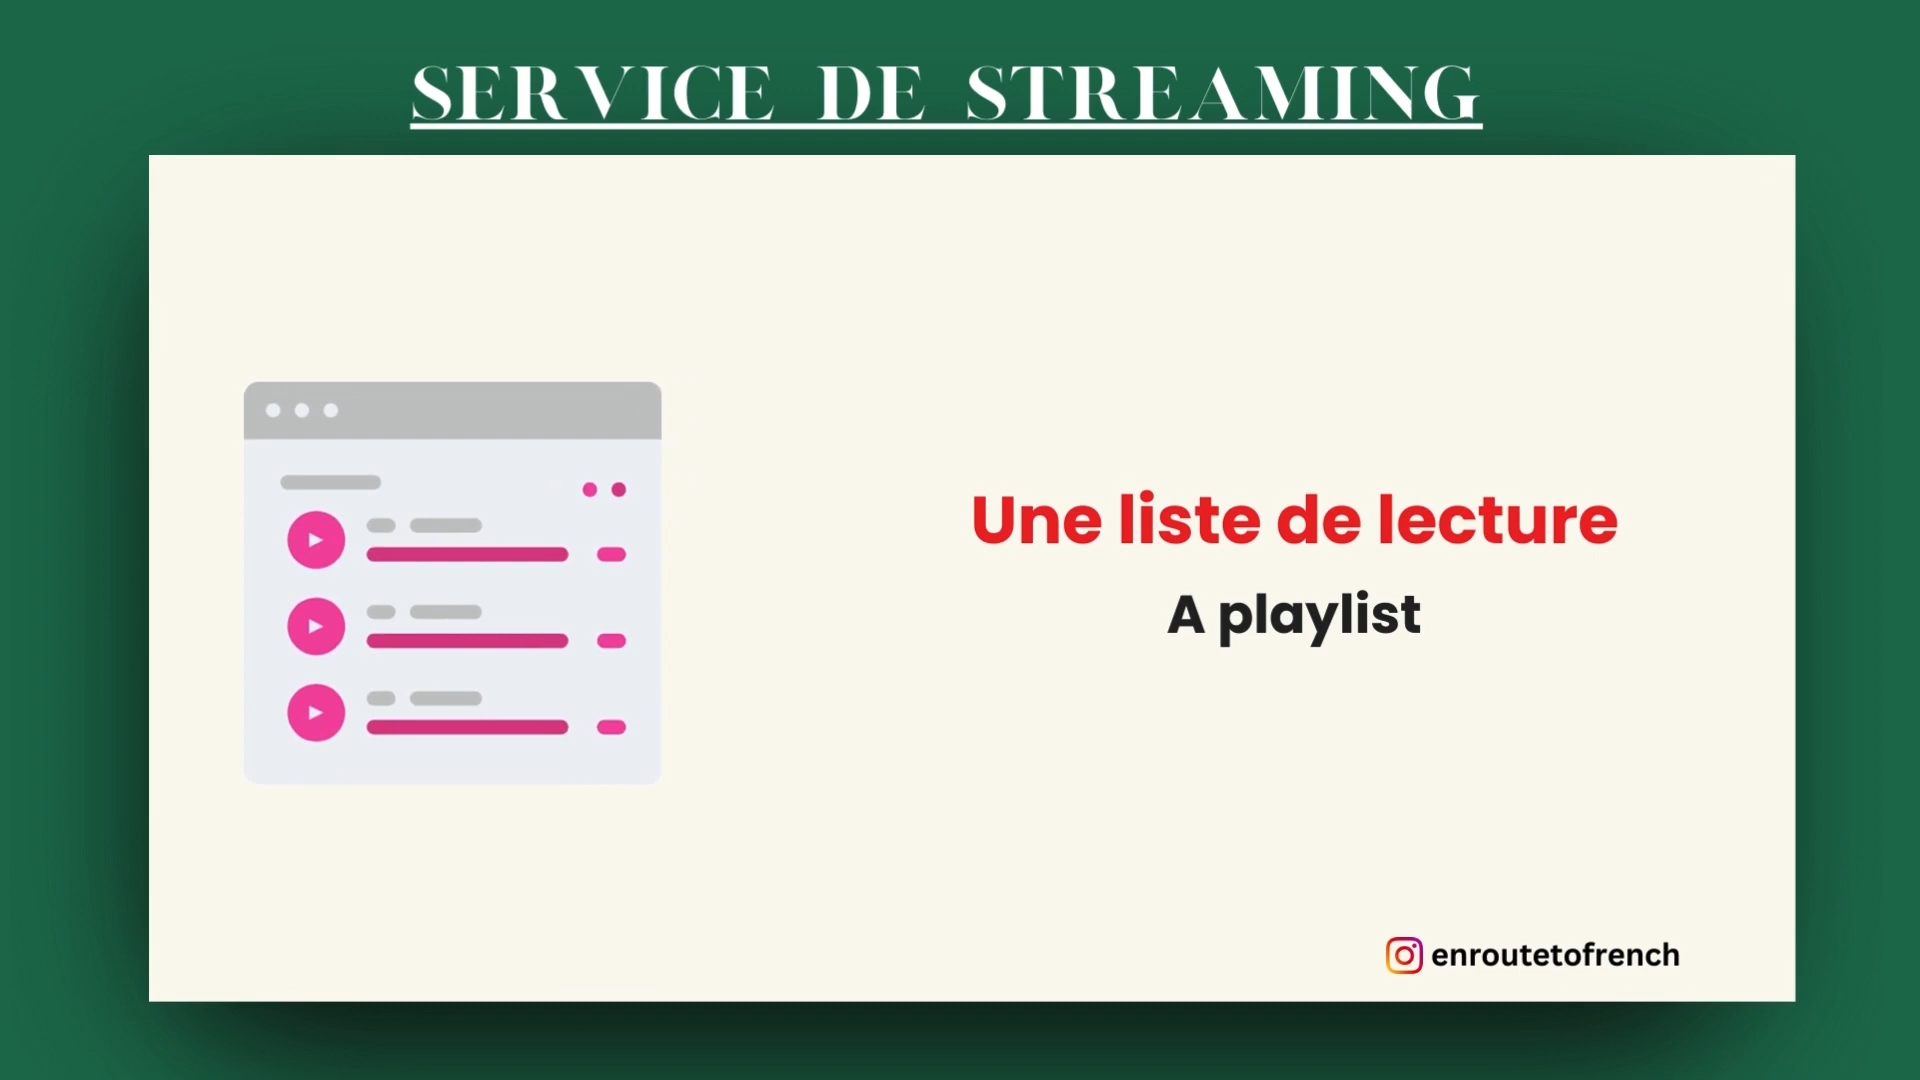 SERVICE DE STREAMING
Une liste de lecture
A playlist
enroutetofrench